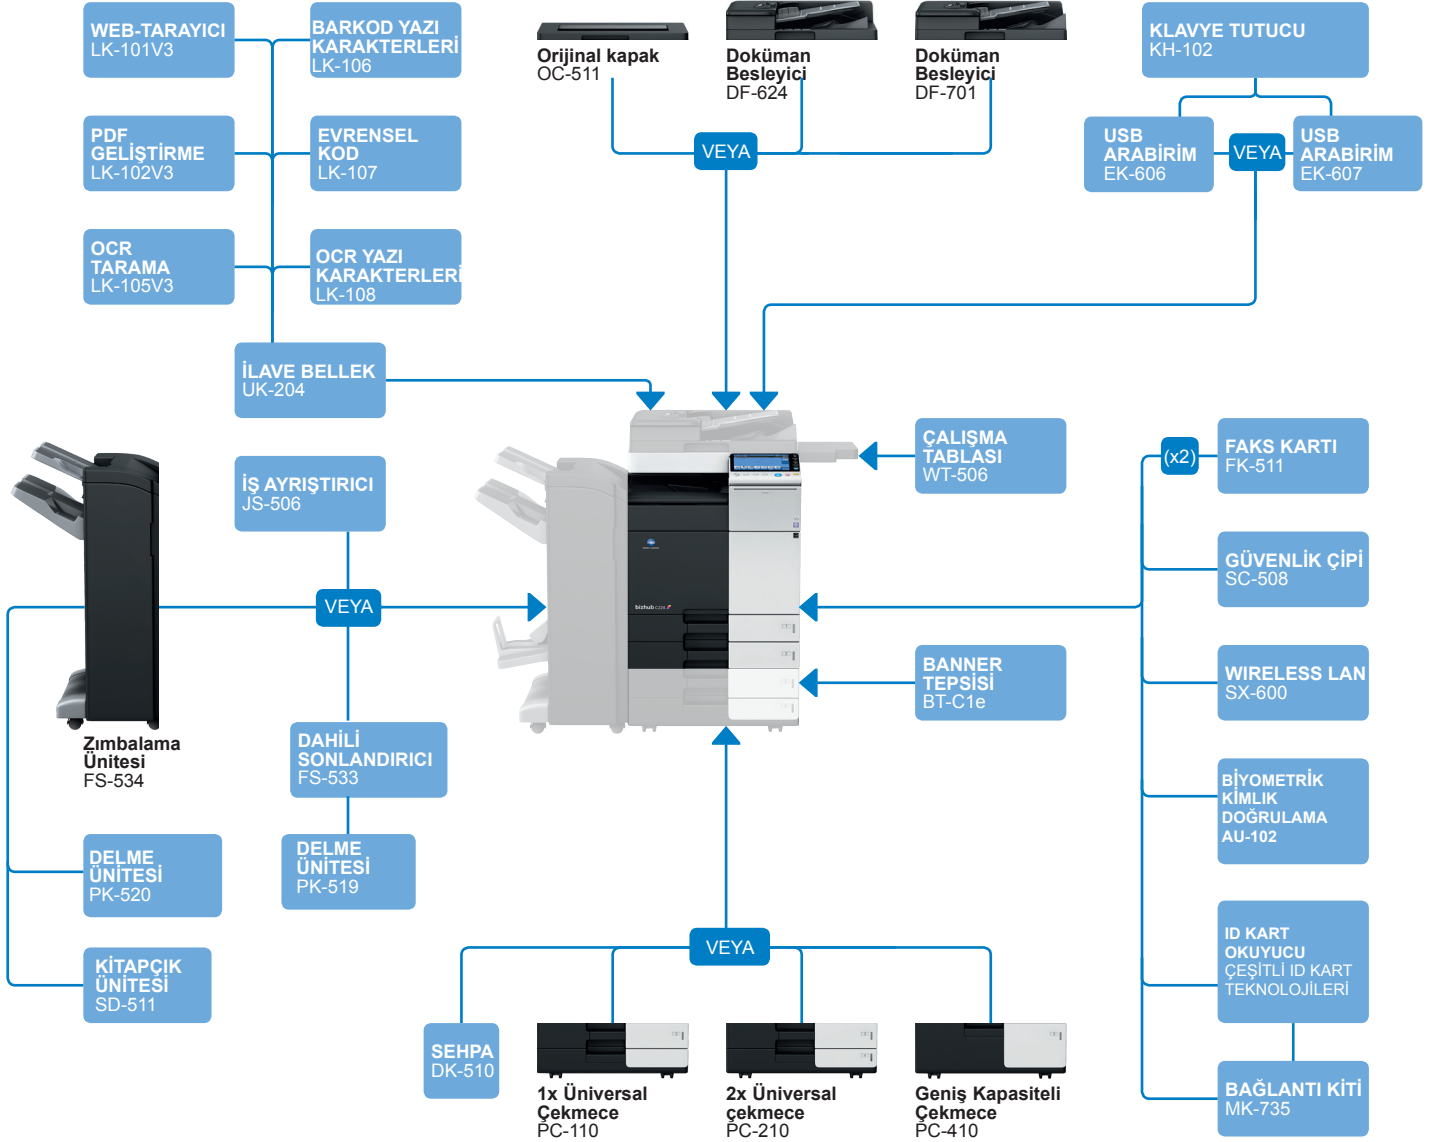 WEB-TARAYICI
LK-101V3
BARKOD YAZI
KARAKTERLERİ
LK-106
PDF
GELİŞTİRME
LK-102V3
EVRENSEL
KOD
LK-107
OCR
TARAMA
LK-105V3
OCR YAZI
KARAKTERLERİ
LK-108
İLAVE BELLEK
UK-204
Orijinal kapak
OC-511
Doküman
Besleyici
DF-624
Doküman
Besleyici
DF-701
VEYA
KLAVYE TUTUCU
KH-102
USB
ARABİRİM
EK-606
VEYA
USB
ARABİRİM
EK-607
ÇALIŞMA
TABLASI
WT-506
(x2)
FAKS KARTI
FK-511
İŞ AYRIŞTIRICI
JS-506
VEYA
GÜVENLİK ÇİPİ
SC-508
bizhub C226
BANNER
TEPSİSİ
BT-C1e
WIRELESS LAN
SX-600
Zımbalama
Ünitesi
FS-534
DAHİLİ
SONLANDIRICI
FS-533
BİYOMETRİK
KİMLIK
DOĞRULAMA
AU-102
DELME
ÜNİTESİ
PK-520
DELME
ÜNİTESİ
PK-519
KİTAPÇIK
ÜNİTESİ
SD-511
VEYA
ID KART
OKUYUCU
ÇEŞİTLİ ID KART
TEKNOLOJİLERİ
SEHPA
DK-510
1x Üniversal
Çekmece
PC-110
2x Üniversal
çekmece
PC-210
Geniş Kapasiteli
Çekmece
PC-410
BAĞLANTI KİTİ
MK-735